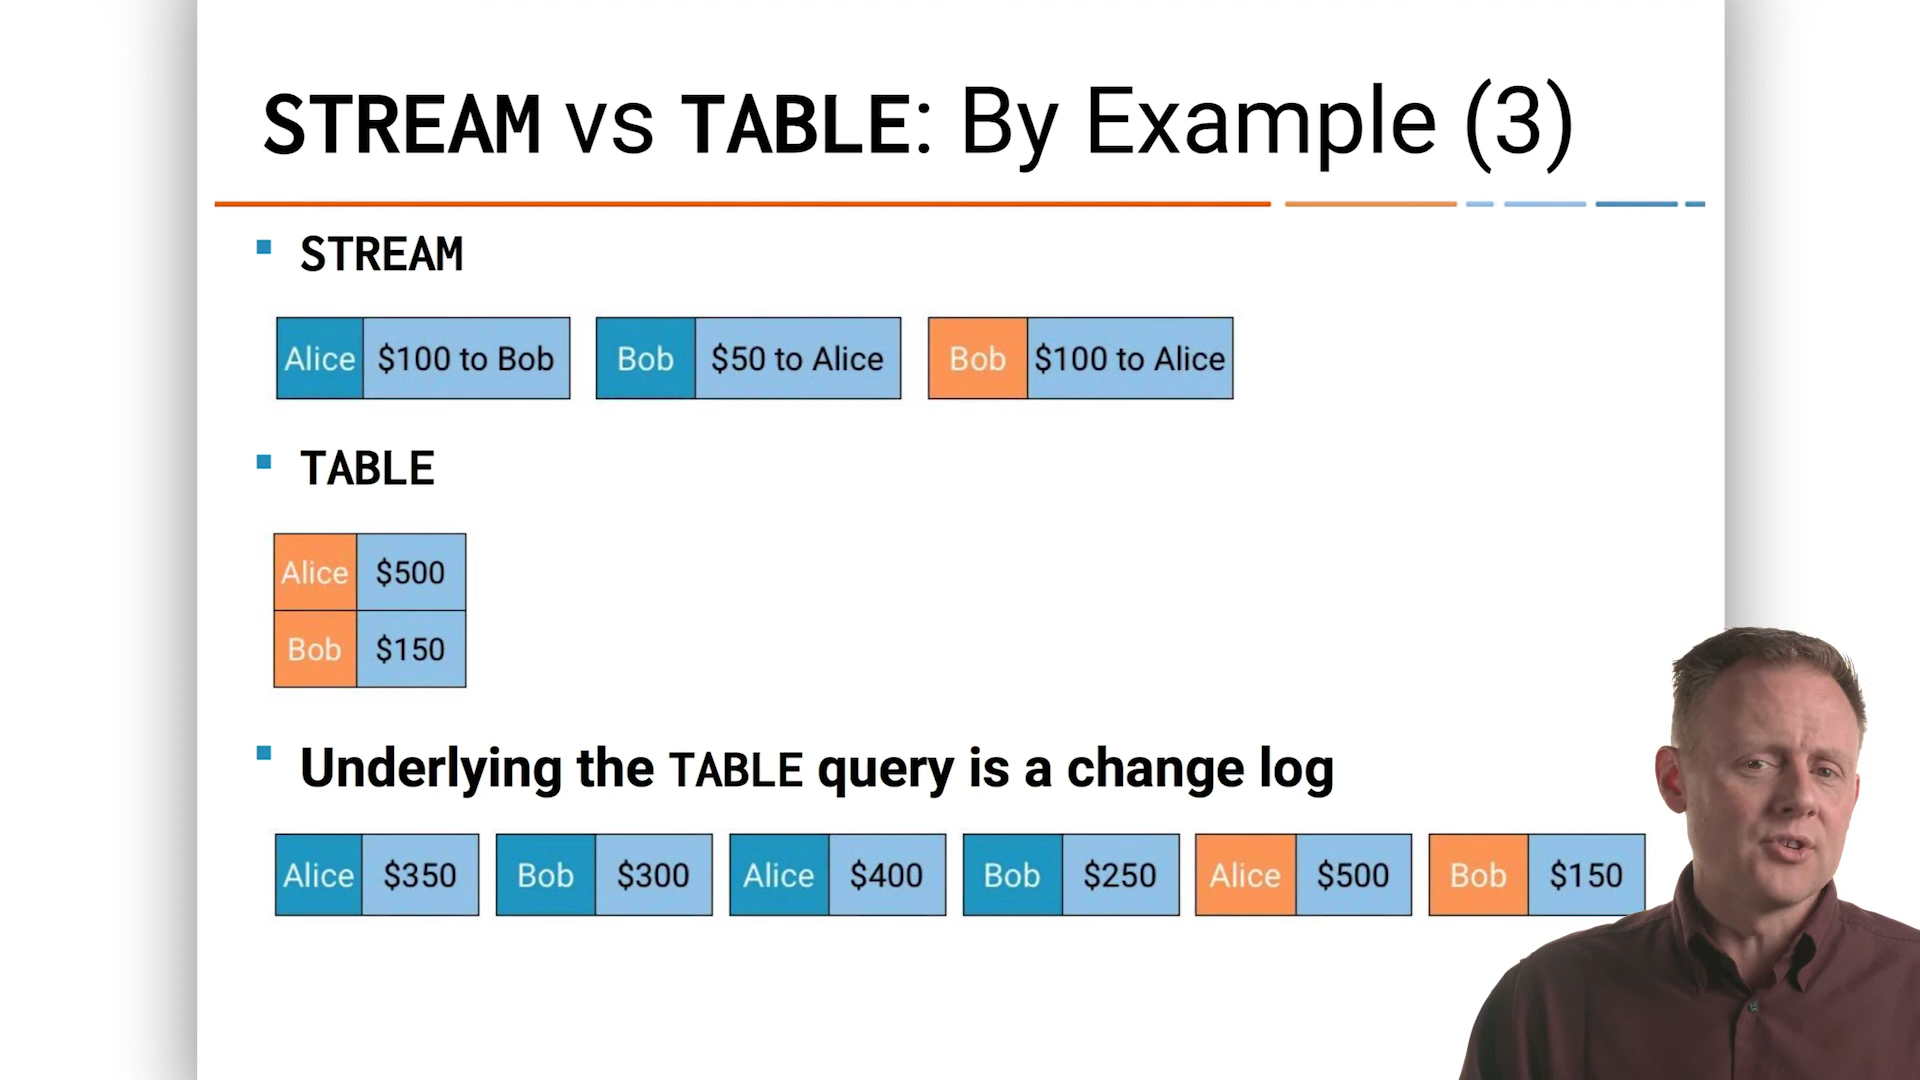 STREAM vs TABLE: By Example (3)
STREAM
Alice $100 to Bob Bob $50 to Alice Bob $100 to Alice
TABLE
Alice $500
Bob $150
Underlying the TABLE query is a change log
Alice $350 Bob $300 Alice $400 Bob $250 Alice $500 Bob $150